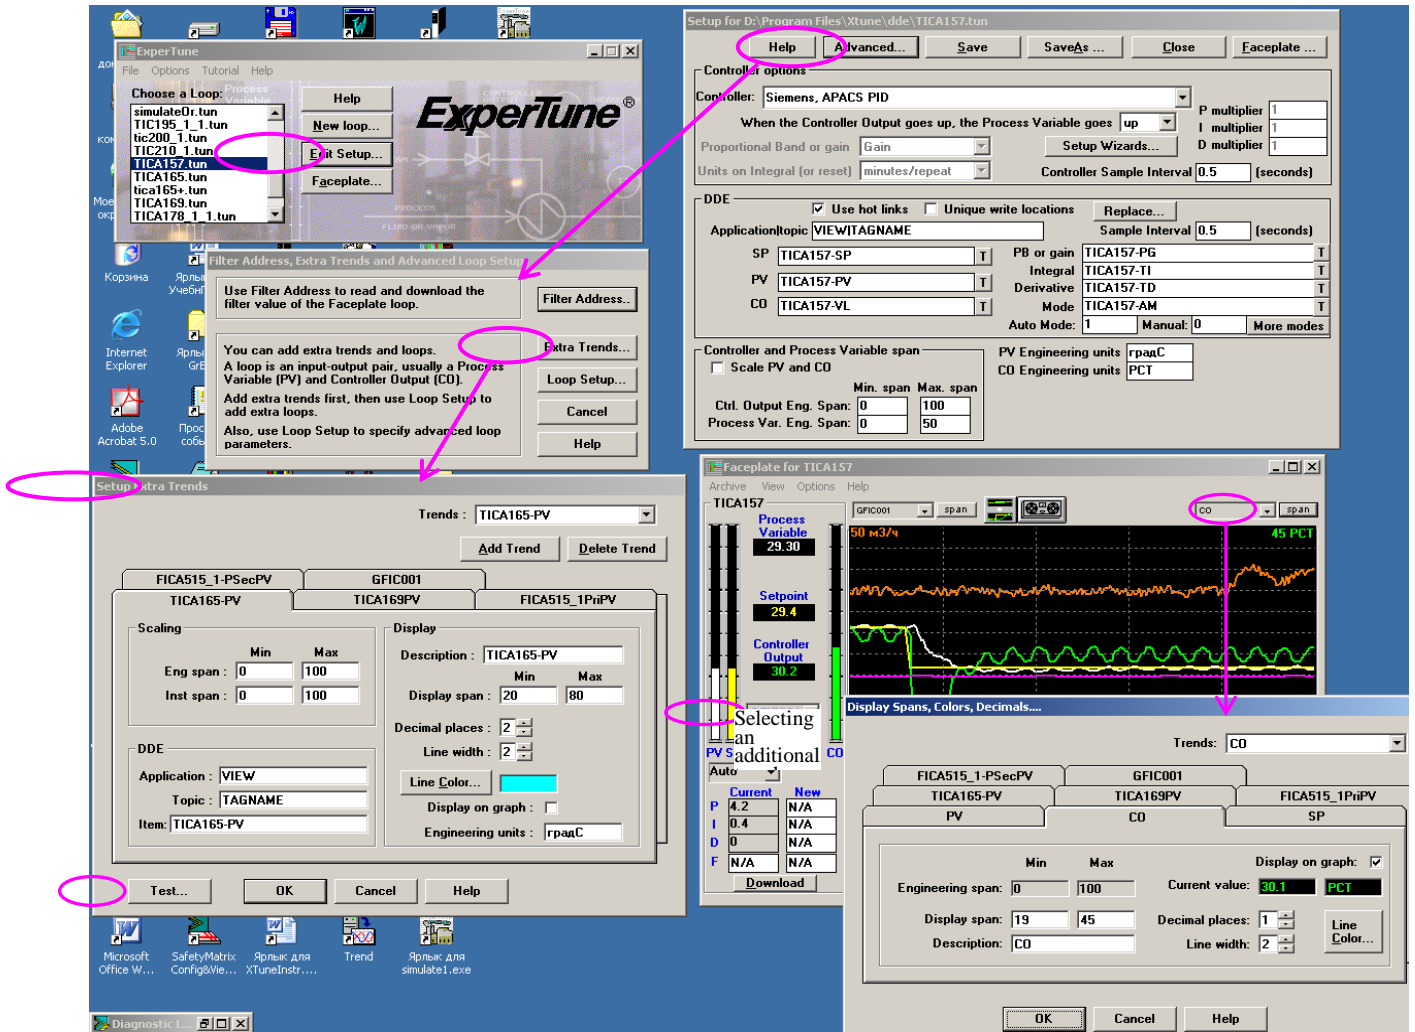 ExperTune
File Options Tutorial Help
Choose a Loop:
simulateOr.tun
TIC195_1_1.tun
tic200_1.tun
TIC210_1.tun
TICA157.tun
TICA165.tun
tica165+.tun
TICA169.tun
TICA178_1_1.tun
Help
New loop...
Edit Setup...
Faceplate...
ExperTune®
Process
Variable
PROCESS
FLUID OR VAPOR
Корзина
Internet
Explorer
Adobe
Acrobat 5.0
Setup for D:\Program Files\Xtune\dde\TICA157.tun
Help Advanced... Save SaveAs ... Close Faceplate ...
Controller options
Controller: Siemens, APACS PID
When the Controller Output goes up, the Process Variable goes up
P multiplier 1
I multiplier 1
D multiplier 1
Proportional Band or gain Gain Setup Wizards...
Units on Integral (or reset) minutes/repeat Controller Sample Interval 0.5 (seconds)
DDE
Use hot links Unique write locations Replace...
Application|topic VIEW|TAGNAME Sample Interval 0.5 (seconds)
SP TICA157-SP T PB or gain TICA157-PG T
Integral TICA157-TI T
PV TICA157-PV T Derivative TICA157-TD T
CO TICA157-VL T Mode TICA157-AM T
Auto Mode: 1 Manual: 0 More modes
Controller and Process Variable span
Scale PV and CO
Min. span Max. span
Ctrl. Output Eng. Span: 0 100
Process Var. Eng. Span: 0 50
PV Engineering units градC
CO Engineering units PCT
Filter Address, Extra Trends and Advanced Loop Setup
Use Filter Address to read and download the
filter value of the Faceplate loop.
Filter Address..
You can add extra trends and loops.
A loop is an input-output pair, usually a Process
Variable (PV) and Controller Output (CO).
Add extra trends first, then use Loop Setup to
add extra loops.
Also, use Loop Setup to specify advanced loop
parameters.
Extra Trends...
Loop Setup...
Cancel
Help
Setup Extra Trends
Trends : TICA165-PV
Add Trend Delete Trend
FICA515_1-PSecPV GFIC001
TICA165-PV TICA169PV FICA515_1PriPV
Scaling
Min Max
Eng span : 0 100
Inst span : 0 100
DDE
Application : VIEW
Topic : TAGNAME
Item: TICA165-PV
Display
Description : TICA165-PV
Min Max
Display span : 20 80
Decimal places : 2
Line width : 2
Line Color...
Display on graph :
Engineering units : градC
Test... OK Cancel Help
Faceplate for TICA157
Archive View Options Help
TICA157
GFIC001 span CO span
Process
Variable
29.30
Setpoint
29.4
Controller
Output
30.2
50 м3/ч 45 PCT
Selecting
an
additional
PV S CO
Auto
Current New
P 4.2 N/A
I 0.4 N/A
D 0 N/A
F N/A N/A
Download
Display Spans, Colors, Decimals....
Trends: CO
FICA515_1-PSecPV GFIC001
TICA165-PV TICA169PV FICA515_1PriPV
PV CO SP
Min Max Display on graph:
Engineering span: 0 100 Current value: 30.1 PCT
Display span: 19 45 Decimal places: 1
Description: CO Line width: 2
Line
Color...
OK Cancel Help
Microsoft
Office W...
SafetyMatrix
Config&Vie...
Ярлык для
XTuneInstr....
Trend
Ярлык для
simulate1.exe
Diagnostic L...